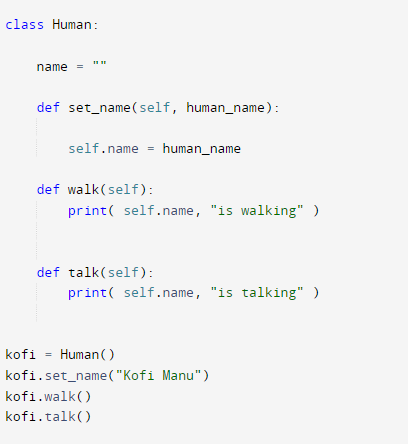 class Human:
    name = ""
    def set_name(self, human_name):
        self.name = human_name
    def walk(self):
        print( self.name, "is walking" )
    def talk(self):
        print( self.name, "is talking" )
kofi = Human()
kofi.set_name("Kofi Manu")
kofi.walk()
kofi.talk()